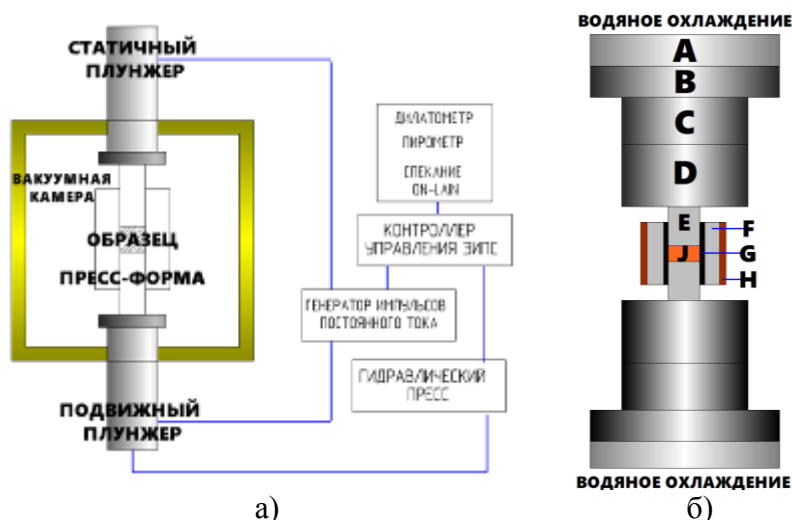 СТАТИЧНЫЙ
ПЛУНЖЕР
ВАКУУМНАЯ
КАМЕРА
ОБРАЗЕЦ
ПРЕСС-ФОРМА
ПОДВИЖНЫЙ
ПЛУНЖЕР
ДИЛАТОМЕТР
ПИРОМЕТР
СПЕКАНИЕ
ON-LAIN
КОНТРОЛЛЕР
УПРАВЛЕНИЯ ЭИПС
ГЕНЕРАТОР ИМПУЛЬСОВ
ПОСТОЯННОГО ТОКА
ГИДРАВЛИЧЕСКИЙ
ПРЕСС
а)
ВОДЯНОЕ ОХЛАЖДЕНИЕ
A
B
C
D
E
F
J
G
H
ВОДЯНОЕ ОХЛАЖДЕНИЕ
б)